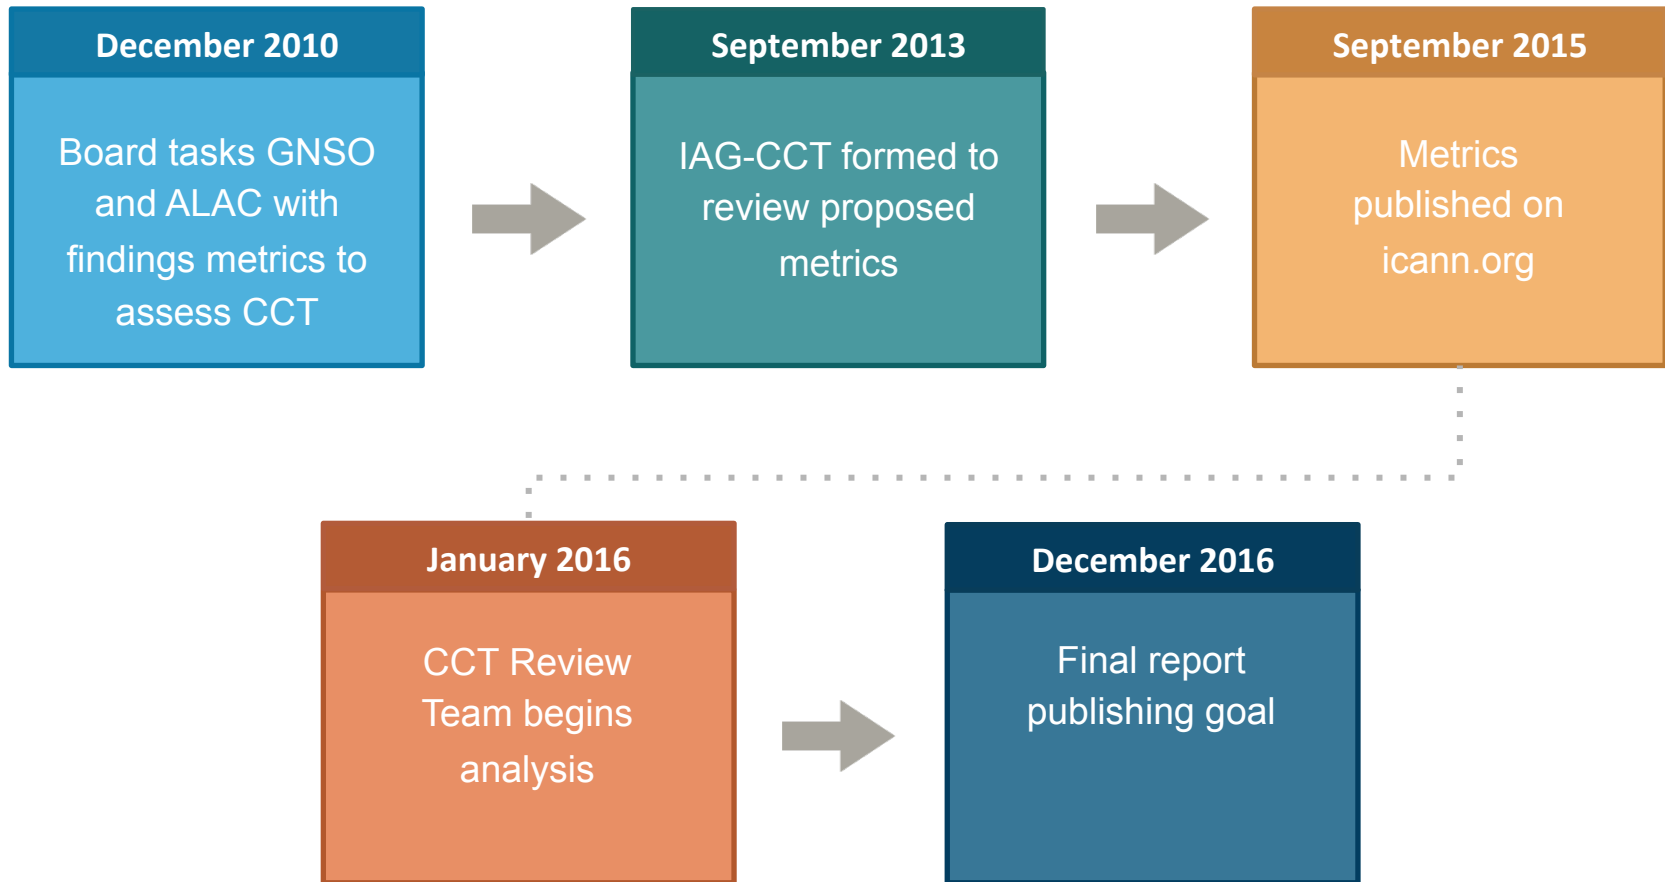 December 2010
Board tasks GNSO
and ALAC with
findings metrics to
assess CCT
September 2013
IAG-CCT formed to
review proposed
metrics
September 2015
Metrics
published on
icann.org
January 2016
CCT Review
Team begins
analysis
December 2016
Final report
publishing goal